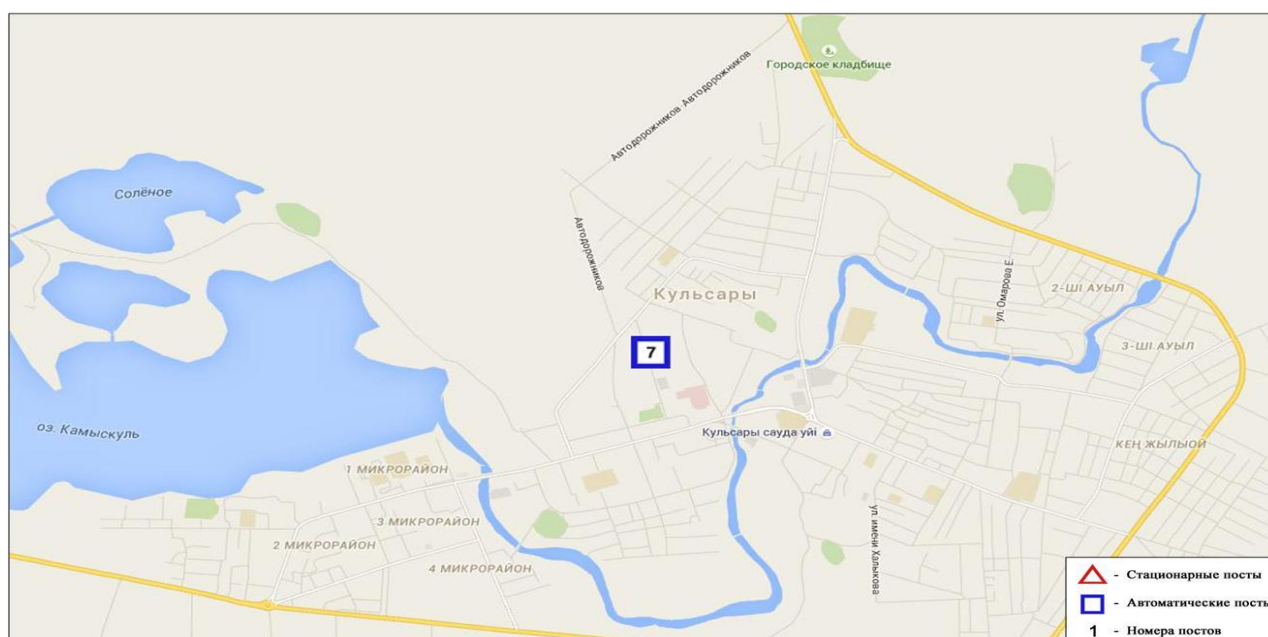 Городское кладбище
Автодорожников Автодорожников
Солёное
Автодорожников
ул. Омарова Е.
2-ШІ АУЫЛ
Кульсары
3-ШІ АУЫЛ
7
оз. Камыскуль
Кульсары сауда уйі
КЕҢ ЖЫЛЫОЙ
1 МИКРОРАЙОН
3 МИКРОРАЙОН
2 МИКРОРАЙОН
4 МИКРОРАЙОН
ул. имени Халыкова
- Стационарные посты
- Автоматические посты
1 - Номера постов